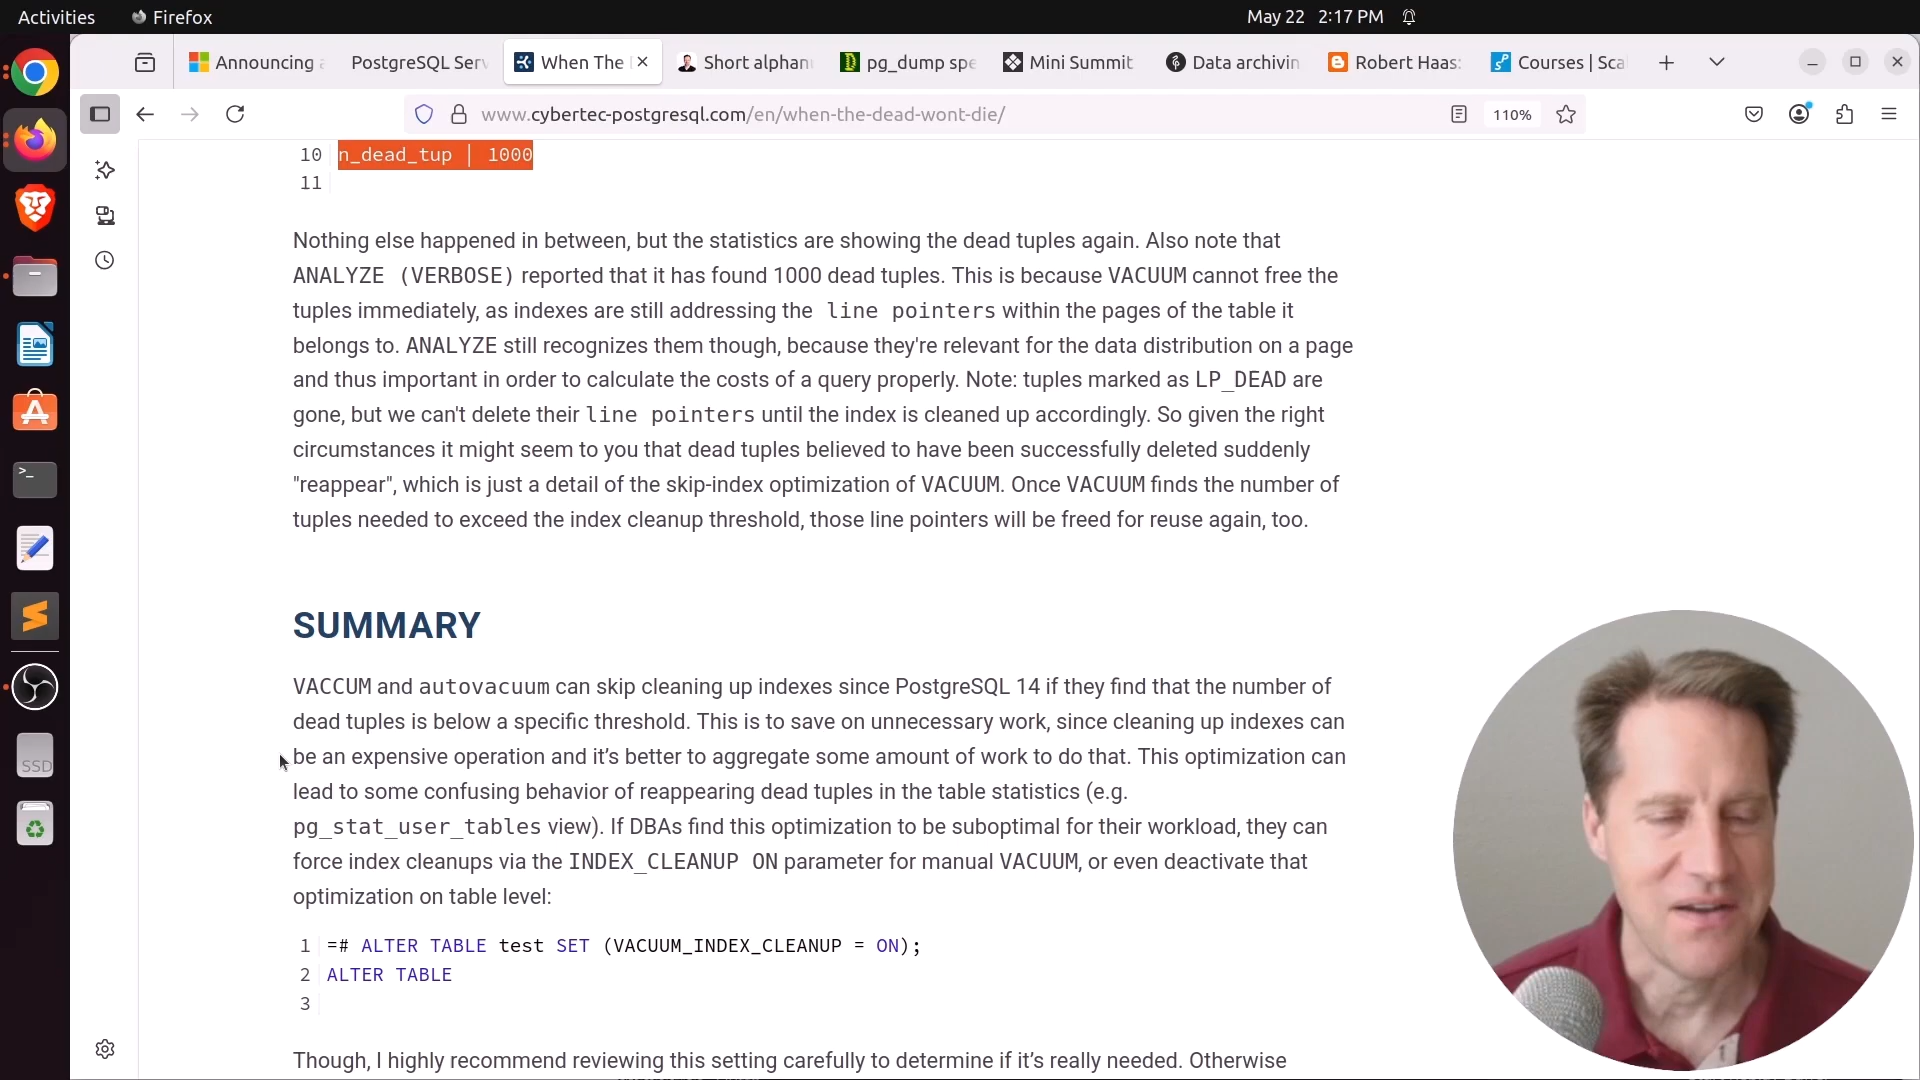 Activities
Firefox
May 22 2:17 PM
Announcing a
PostgreSQL Serv
When The
Short alphan
pg_dump spe
Mini Summit
Data archivin
Robert Haas:
Courses | Sca
www.cybertec-postgresql.com/en/when-the-dead-wont-die/
110%
10 n_dead_tup | 1000
11
Nothing else happened in between, but the statistics are showing the dead tuples again. Also note that
ANALYZE (VERBOSE) reported that it has found 1000 dead tuples. This is because VACUUM cannot free the
tuples immediately, as indexes are still addressing the line pointers within the pages of the table it
belongs to. ANALYZE still recognizes them though, because they're relevant for the data distribution on a page
and thus important in order to calculate the costs of a query properly. Note: tuples marked as LP_DEAD are
gone, but we can't delete their line pointers until the index is cleaned up accordingly. So given the right
circumstances it might seem to you that dead tuples believed to have been successfully deleted suddenly
"reappear", which is just a detail of the skip-index optimization of VACUUM. Once VACUUM finds the number of
tuples needed to exceed the index cleanup threshold, those line pointers will be freed for reuse again, too.
SUMMARY
VACCUM and autovacuum can skip cleaning up indexes since PostgreSQL 14 if they find that the number of
dead tuples is below a specific threshold. This is to save on unnecessary work, since cleaning up indexes can
be an expensive operation and it’s better to aggregate some amount of work to do that. This optimization can
lead to some confusing behavior of reappearing dead tuples in the table statistics (e.g.
pg_stat_user_tables view). If DBAs find this optimization to be suboptimal for their workload, they can
force index cleanups via the INDEX_CLEANUP ON parameter for manual VACUUM, or even deactivate that
optimization on table level:
1 =# ALTER TABLE test SET (VACUUM_INDEX_CLEANUP = ON);
2 ALTER TABLE
3
Though, I highly recommend reviewing this setting carefully to determine if it’s really needed. Otherwise
SSD